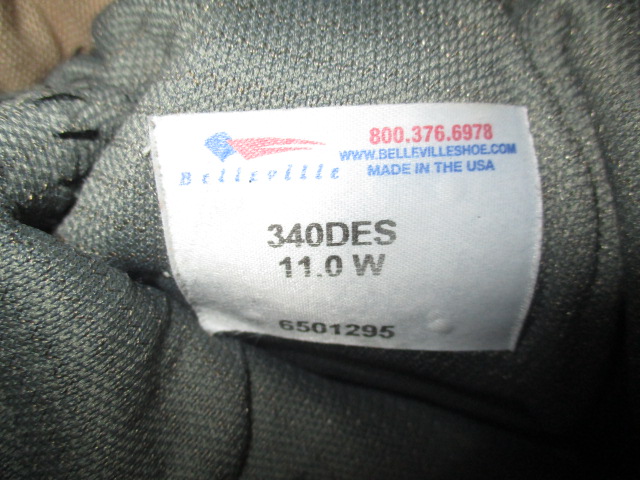 Belleville
800.376.6978
WWW.BELLEVILLESHOE.COM
MADE IN THE USA
340DES
11.0 W
6501295